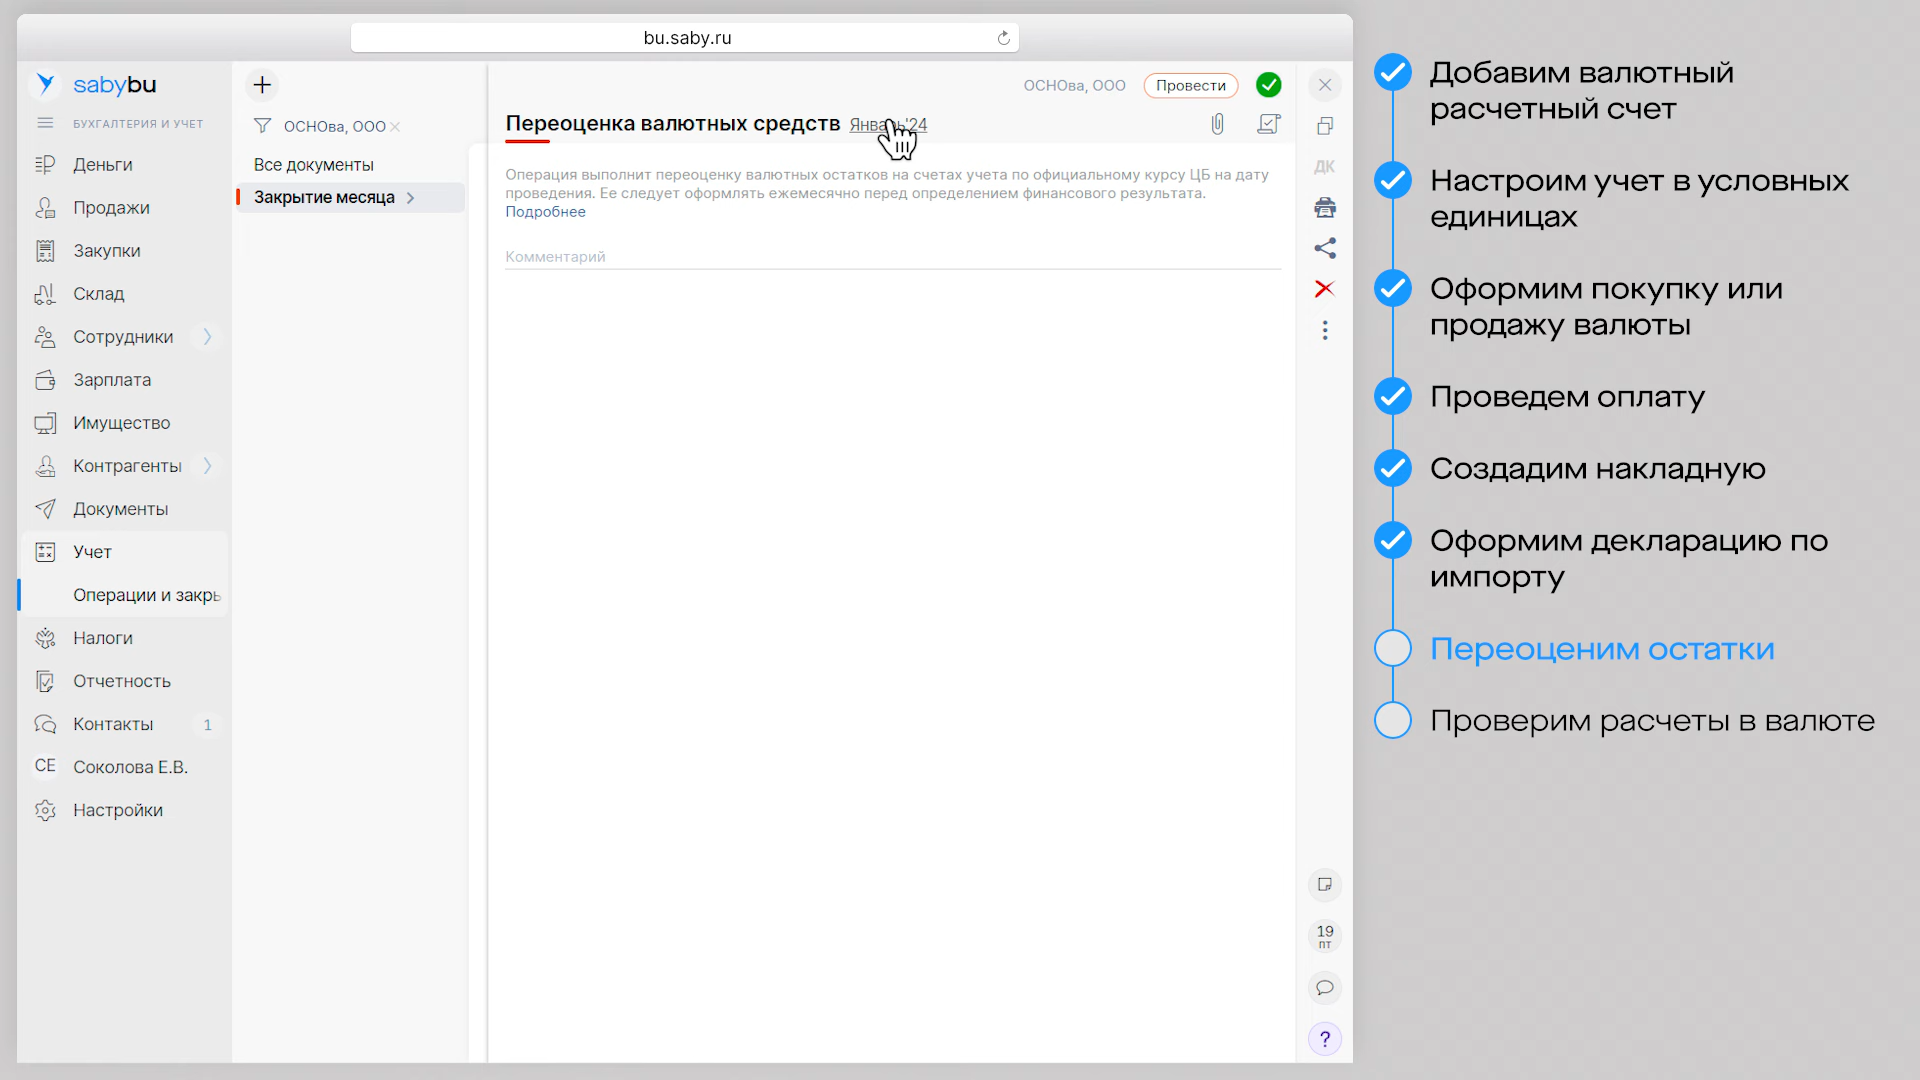 bu.saby.ru
sabybu
БУХГАЛТЕРИЯ И УЧЕТ
Деньги
Продажи
Закупки
Склад
Сотрудники
Зарплата
Имущество
Контрагенты
Документы
Учет
Операции и закры
Налоги
Отчетность
Контакты 1
СЕ Соколова Е.В.
Настройки
ОСНОва, ООО
Все документы
Закрытие месяца
ОСНОва, ООО Провести
Переоценка валютных средств Январь'24
Операция выполнит переоценку валютных остатков на счетах учета по официальному курсу ЦБ на дату
проведения. Ее следует оформлять ежемесячно перед определением финансового результата.
Подробнее
Комментарий
ДК
19
ПТ
?
Добавим валютный
расчетный счет
Настроим учет в условных
единицах
Оформим покупку или
продажу валюты
Проведем оплату
Создадим накладную
Оформим декларацию по
импорту
Переоценим остатки
Проверим расчеты в валюте